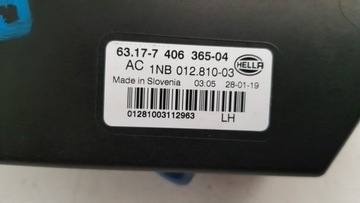 63.17-7 406 365-04
AC 1NB 012.810-03
HELLA
Made in Slovenia 03:05 28-01-19
01281003112963 LH